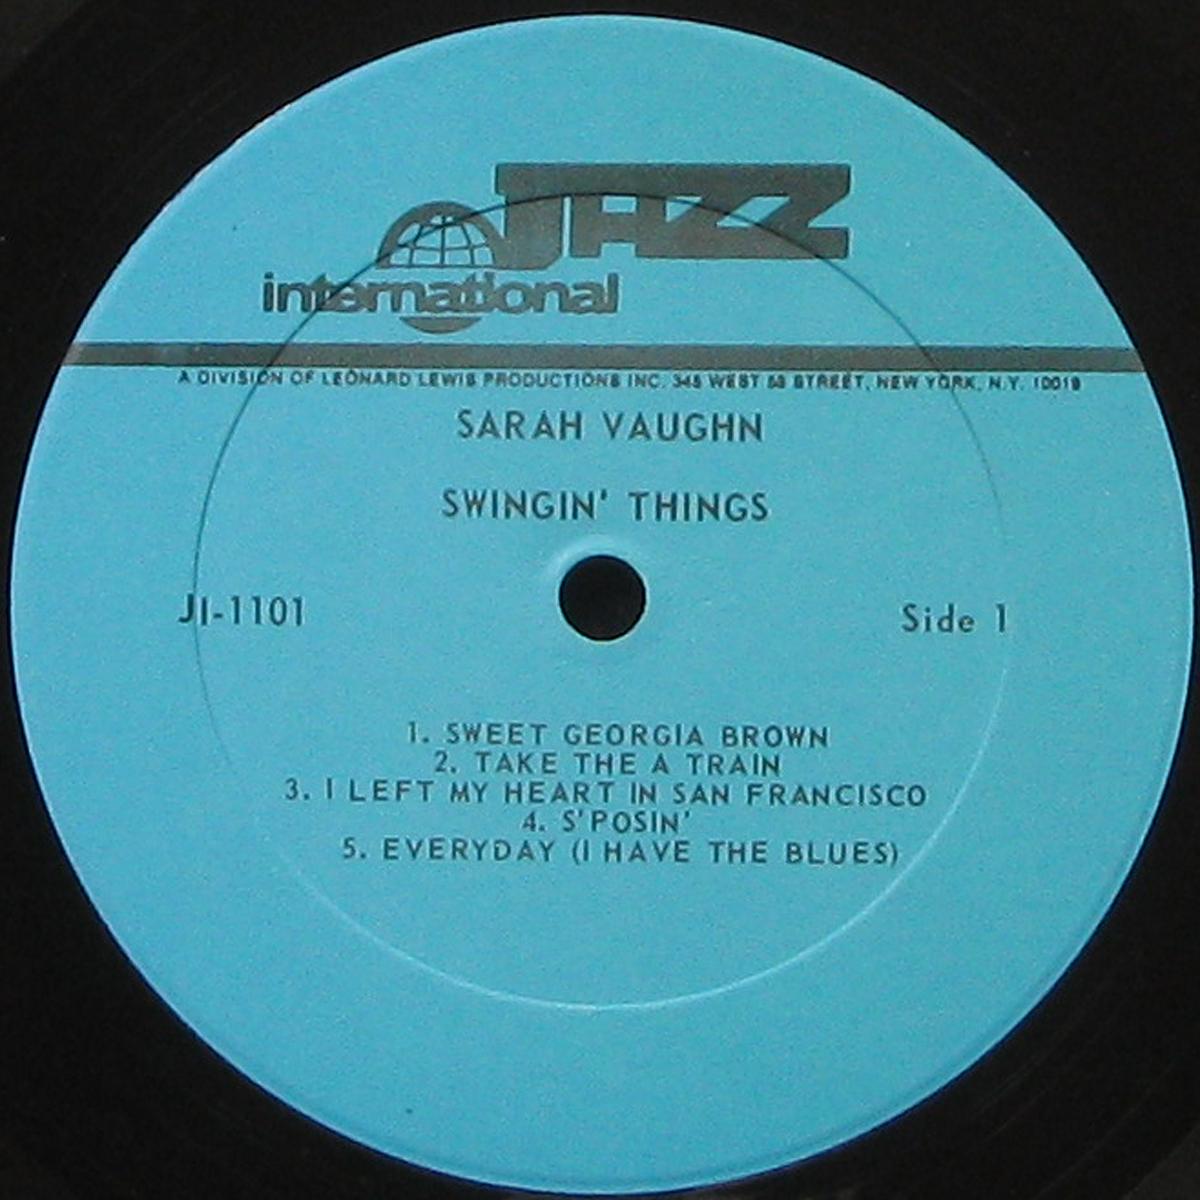 JAZZ
international
A DIVISION OF LEONARD LEWIS PRODUCTIONS INC. 345 WEST 58 STREET, NEW YORK, N.Y. 10019
SARAH VAUGHN
SWINGIN' THINGS
JI-1101
Side 1
1. SWEET GEORGIA BROWN
2. TAKE THE A TRAIN
3. I LEFT MY HEART IN SAN FRANCISCO
4. S'POSIN'
5. EVERYDAY (I HAVE THE BLUES)